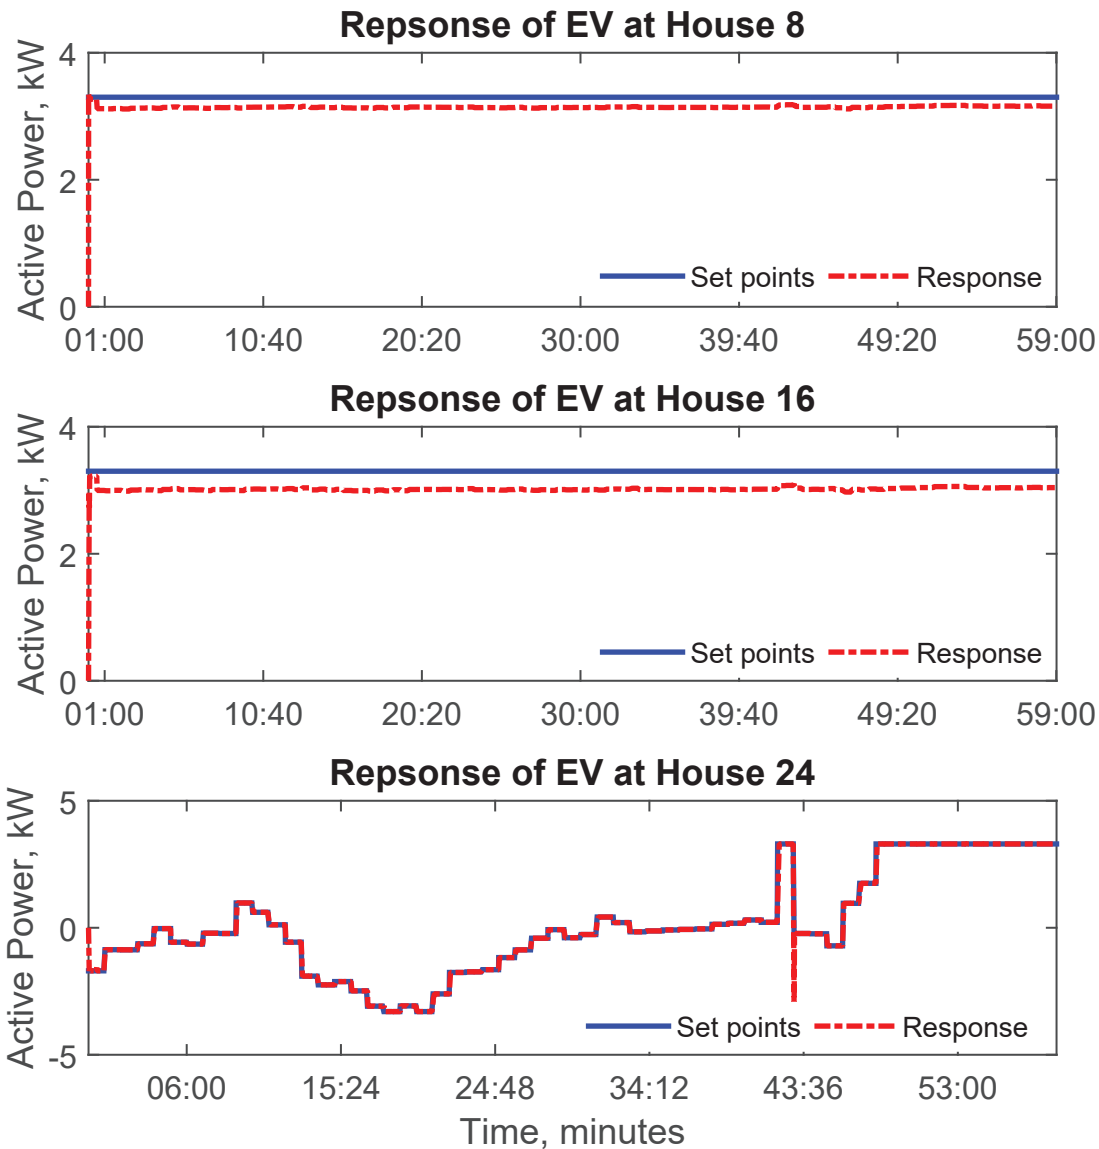 Repsonse of EV at House 8
Active Power, kW
4
2
0
Set points Response
01:00 10:40 20:20 30:00 39:40 49:20 59:00
Repsonse of EV at House 16
Active Power, kW
4
2
0
Set points Response
01:00 10:40 20:20 30:00 39:40 49:20 59:00
Repsonse of EV at House 24
Active Power, kW
5
0
-5
Set points Response
06:00 15:24 24:48 34:12 43:36 53:00
Time, minutes